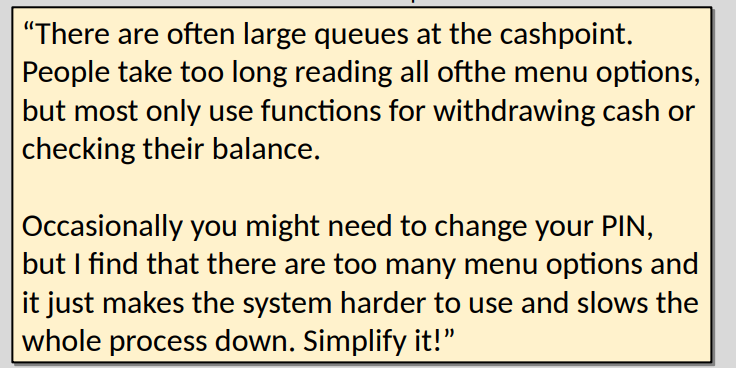 “There are often large queues at the cashpoint.
People take too long reading all ofthe menu options,
but most only use functions for withdrawing cash or
checking their balance.
Occasionally you might need to change your PIN,
but I find that there are too many menu options and
it just makes the system harder to use and slows the
whole process down. Simplify it!”